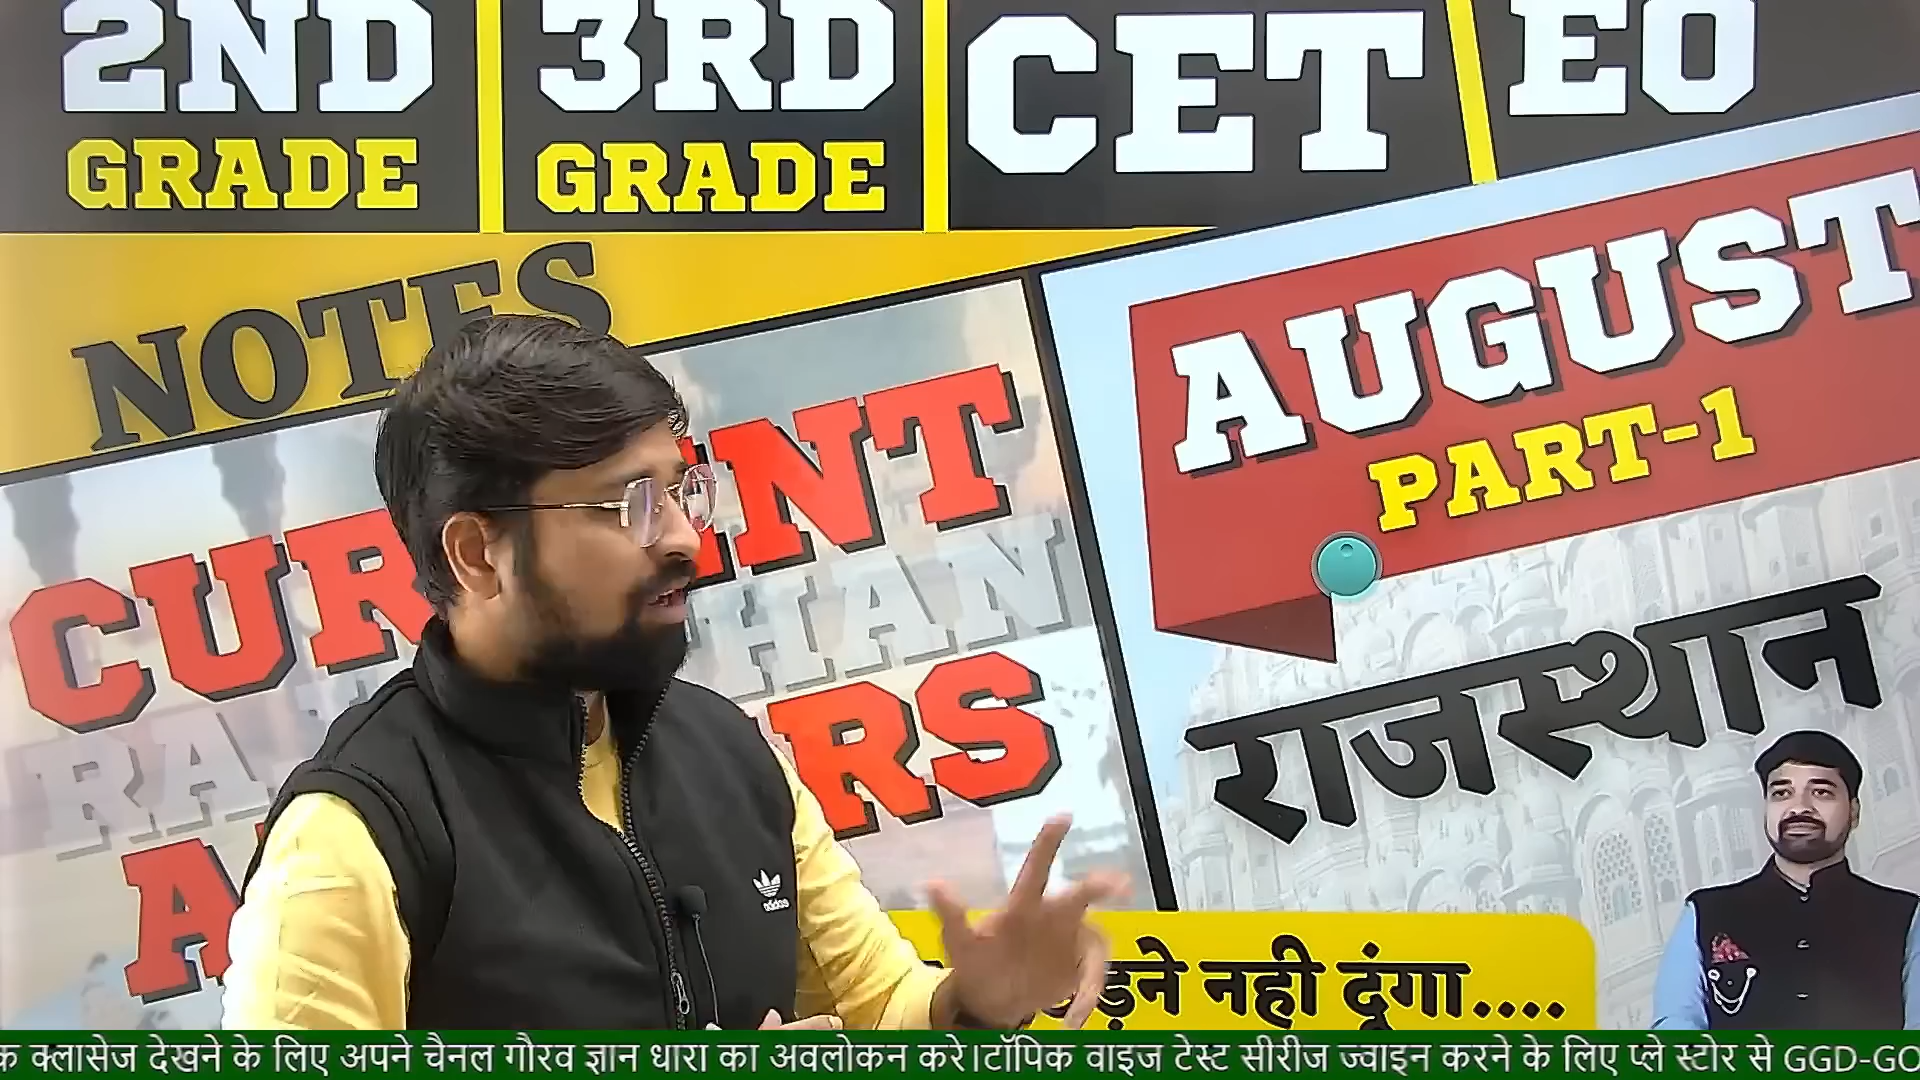 2ND
GRADE
3RD
GRADE
CET
EO
NOTES
AUGUST
PART-1
राजस्थान
adidas
नही दूंगा....
क क्लासेज देखने के लिए अपने चैनल गौरव ज्ञान धारा का अवलोकन करे।टॉपिक वाइज टेस्ट सीरीज ज्वाइन करने के लिए प्ले स्टोर से GGD-GO